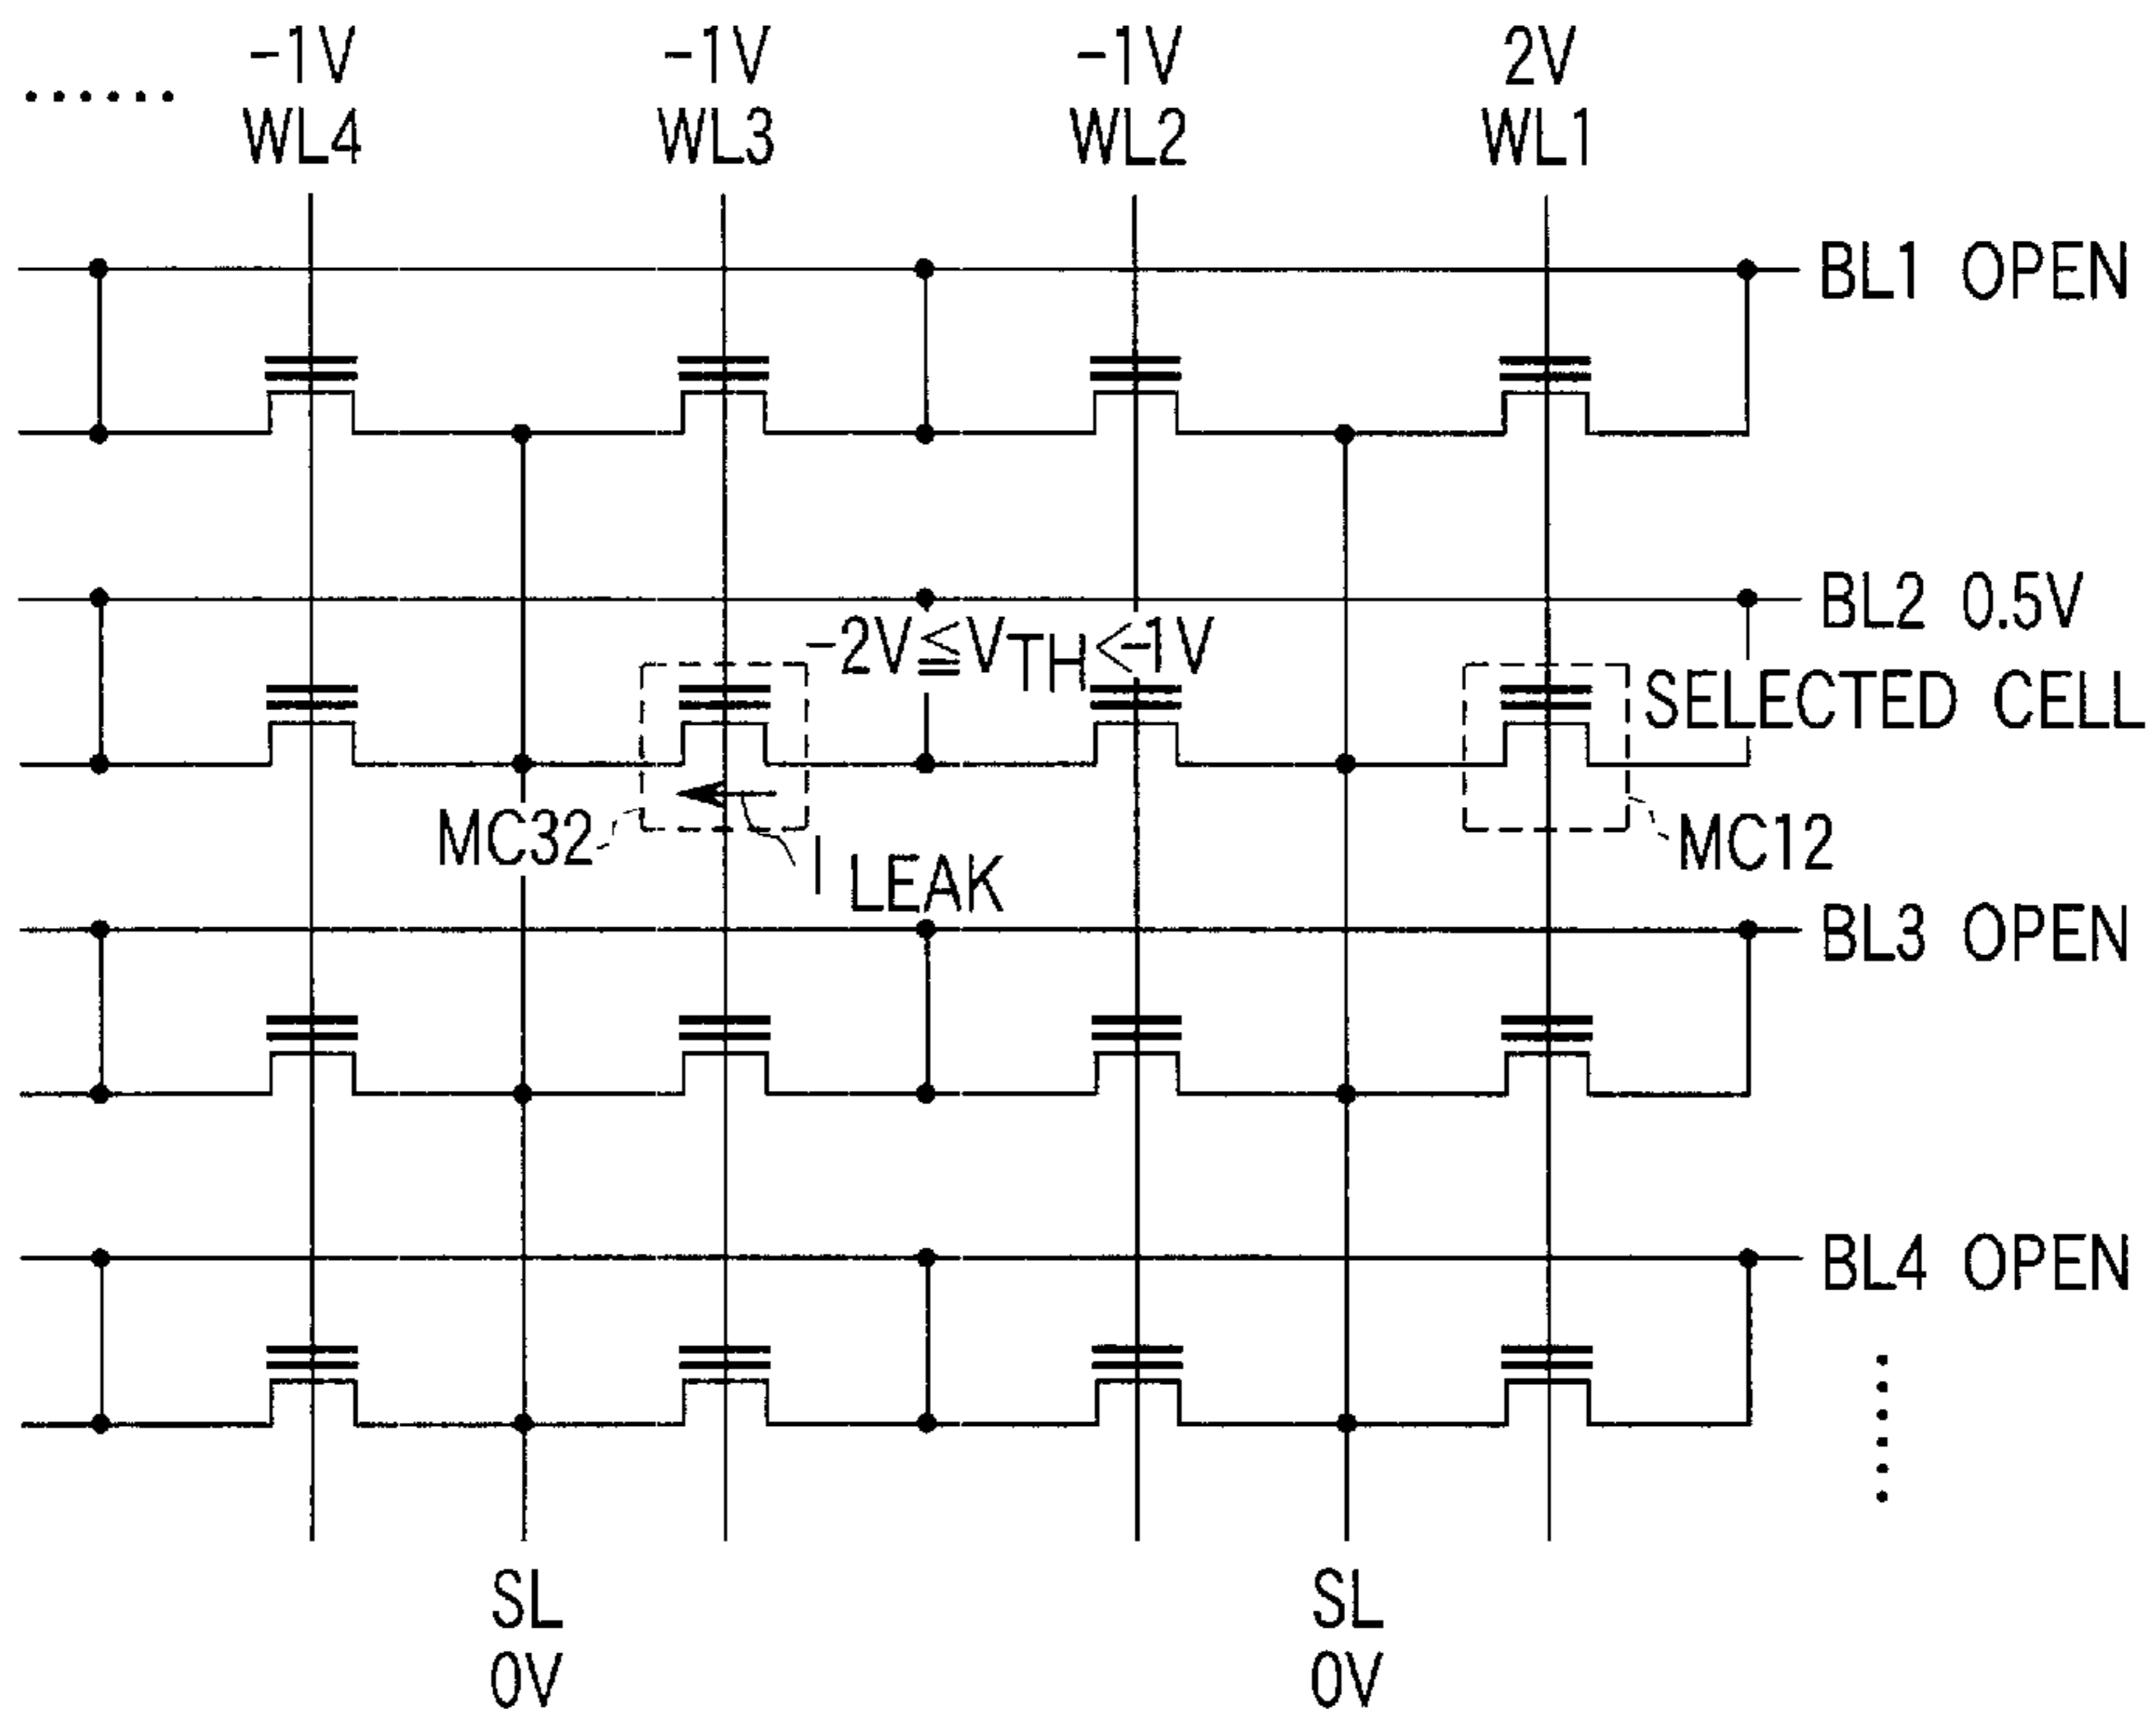 -1V -1V -1V 2V
...... WL4 WL3 WL2 WL1
BL1 OPEN
BL2 0.5V
-2V≦VTH<-1V
SELECTED CELL
MC32
MC12
ILEAK
BL3 OPEN
BL4 OPEN
SL SL
0V 0V